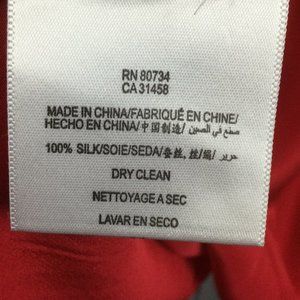 RN 80734
CA 31458
MADE IN CHINA/FABRIQUÉ EN CHINE/
HECHO EN CHINA/中国制造/ صنع في الصين
100% SILK/SOIE/SEDA/蚕丝, 丝/絹/ حرير
DRY CLEAN
NETTOYAGE A SEC
LAVAR EN SECO